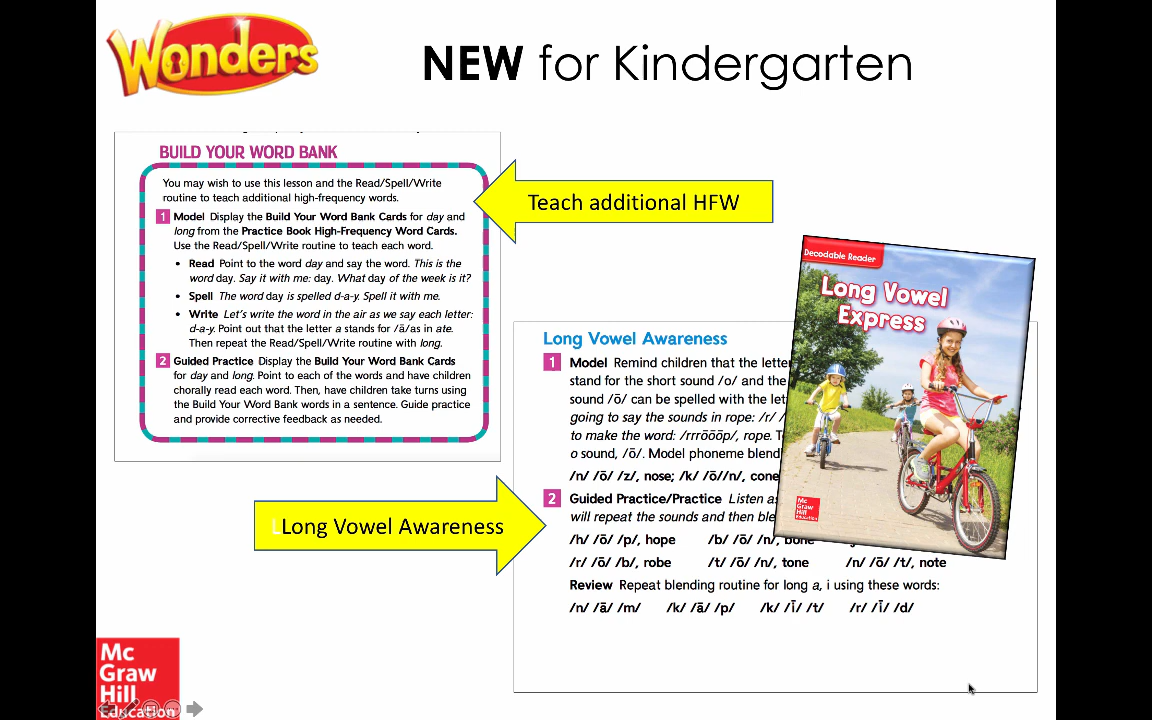 Wonders
NEW for Kindergarten
BUILD YOUR WORD BANK
You may wish to use this lesson and the Read/Spell/Write
routine to teach additional high-frequency words.
1 Model Display the Build Your Word Bank Cards for day and
long from the Practice Book High-Frequency Word Cards.
Use the Read/Spell/Write routine to teach each word.
• Read Point to the word day and say the word. This is the
word day. Say it with me: day. What day of the week is it?
• Spell The word day is spelled d-a-y. Spell it with me.
• Write Let's write the word in the air as we say each letter:
d-a-y. Point out that the letter a stands for /ā/as in ate.
Then repeat the Read/Spell/Write routine with long.
2 Guided Practice Display the Build Your Word Bank Cards
for day and long. Point to each of the words and have children
chorally read each word. Then, have children take turns using
the Build Your Word Bank words in a sentence. Guide practice
and provide corrective feedback as needed.
Teach additional HFW
Decodable Reader
Long Vowel
Express
Mc
Graw
Hill
Education
Long Vowel Awareness
1 Model Remind children that the letter
stand for the short sound /o/ and the
sound /ō/ can be spelled with the let
going to say the sounds in rope: /r/ /
to make the word: /rrrōōōp/, rope. T
o sound, /ō/. Model phoneme blend
/n/ /ō/ /z/, nose; /k/ /ō//n/, cone
2 Guided Practice/Practice Listen as
will repeat the sounds and then ble
/h/ /ō/ /p/, hope /b/ /ō/ /n/, bone
/r/ /ō/ /b/, robe /t/ /ō/ /n/, tone /n/ /ō/ /t/, note
Review Repeat blending routine for long a, i using these words:
/n/ /ā/ /m/ /k/ /ā/ /p/ /k/ /ī/ /t/ /r/ /ī/ /d/
LLong Vowel Awareness
Mc
Graw
Hill
Education